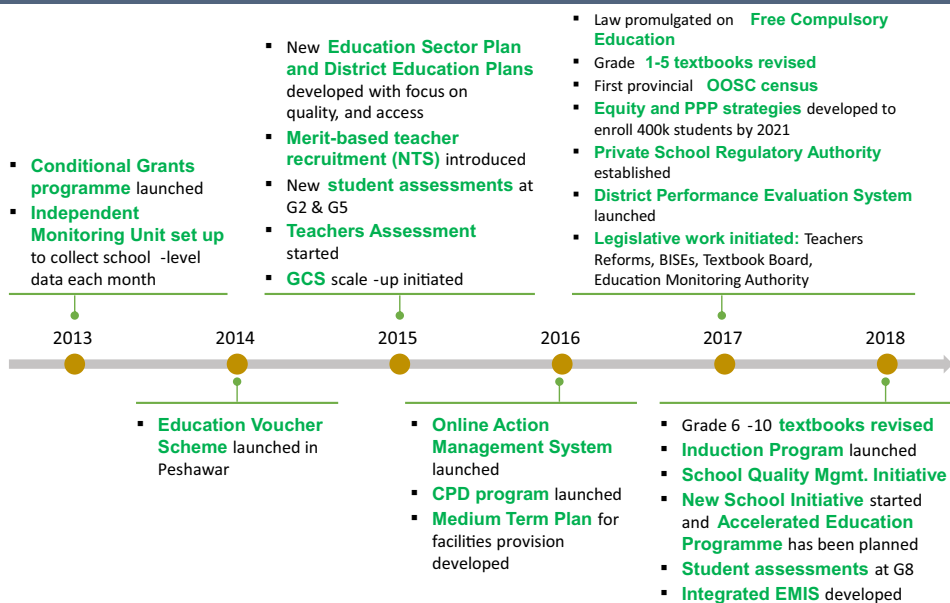 ▪ Conditional Grants
programme launched
▪ Independent
Monitoring Unit set up
to collect school -level
data each month
▪ New Education Sector Plan
and District Education Plans
developed with focus on
quality, and access
▪ Merit-based teacher
recruitment (NTS) introduced
▪ New student assessments at
G2 & G5
▪ Teachers Assessment
started
▪ GCS scale -up initiated
▪ Law promulgated on Free Compulsory
Education
▪ Grade 1-5 textbooks revised
▪ First provincial OOSC census
▪ Equity and PPP strategies developed to
enroll 400k students by 2021
▪ Private School Regulatory Authority
established
▪ District Performance Evaluation System
launched
▪ Legislative work initiated: Teachers
Reforms, BISEs, Textbook Board,
Education Monitoring Authority
2013 2014 2015 2016 2017 2018
▪ Education Voucher
Scheme launched in
Peshawar
▪ Online Action
Management System
launched
▪ CPD program launched
▪ Medium Term Plan for
facilities provision
developed
▪ Grade 6 -10 textbooks revised
▪ Induction Program launched
▪ School Quality Mgmt. Initiative
▪ New School Initiative started
and Accelerated Education
Programme has been planned
▪ Student assessments at G8
▪ Integrated EMIS developed